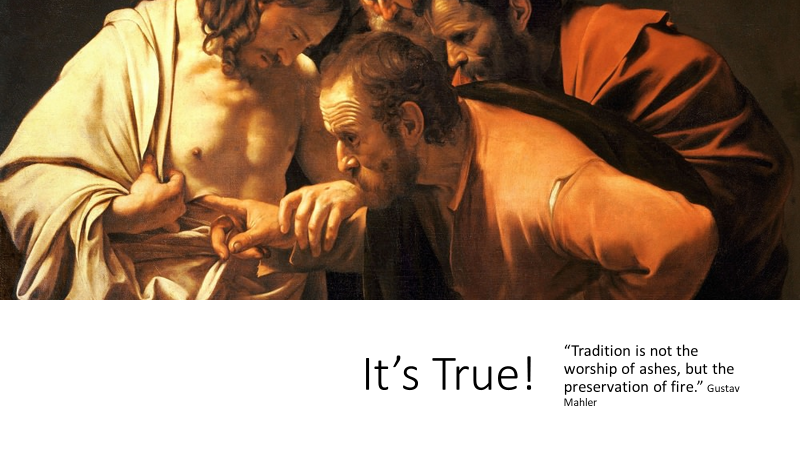 It’s True!
“Tradition is not the
worship of ashes, but the
preservation of fire.” Gustav
Mahler